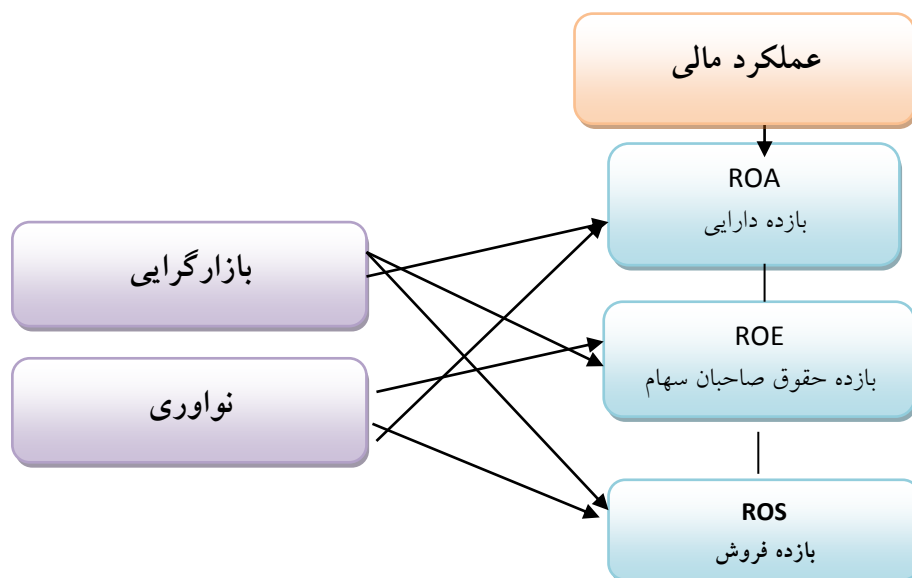 عملکرد مالی
ROA
بازده دارایی
بازارگرایی
ROE
بازده حقوق صاحبان سهام
نواوری
ROS
بازده فروش